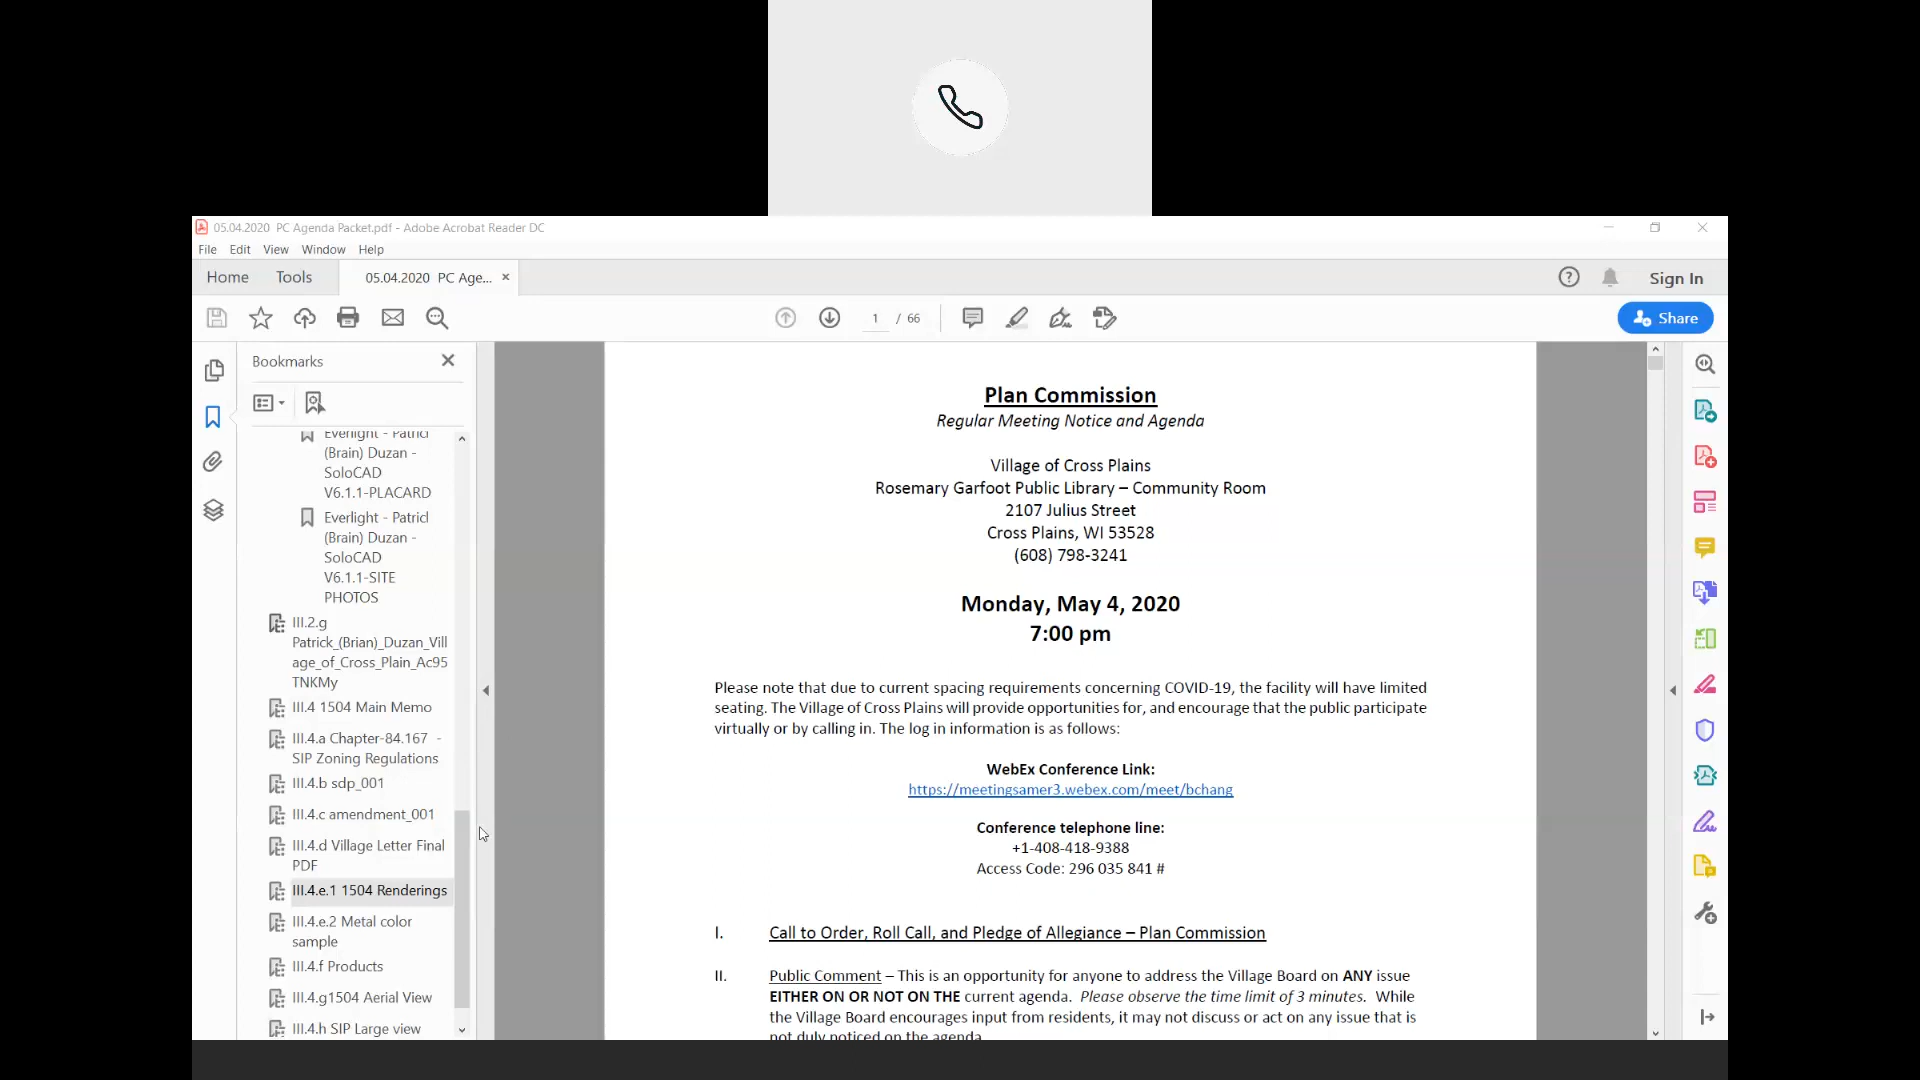 05.04.2020 PC Agenda Packet.pdf - Adobe Acrobat Reader DC
File Edit View Window Help
Home Tools 05.04.2020 PC Age... × Sign In
1 / 66 Share
Bookmarks
Everlight - Patricl
(Brain) Duzan -
SoloCAD
V6.1.1-PLACARD
Everlight - Patricl
(Brain) Duzan -
SoloCAD
V6.1.1-SITE
PHOTOS
III.2.g
Patrick_(Brian)_Duzan_Vill
age_of_Cross_Plain_Ac95
TNKMy
III.4 1504 Main Memo
III.4.a Chapter-84.167 -
SIP Zoning Regulations
III.4.b sdp_001
III.4.c amendment_001
III.4.d Village Letter Final
PDF
III.4.e.1 1504 Renderings
III.4.e.2 Metal color
sample
III.4.f Products
III.4.g1504 Aerial View
III.4.h SIP Large view
Plan Commission
Regular Meeting Notice and Agenda
Village of Cross Plains
Rosemary Garfoot Public Library – Community Room
2107 Julius Street
Cross Plains, WI 53528
(608) 798-3241
Monday, May 4, 2020
7:00 pm
Please note that due to current spacing requirements concerning COVID-19, the facility will have limited
seating. The Village of Cross Plains will provide opportunities for, and encourage that the public participate
virtually or by calling in. The log in information is as follows:
WebEx Conference Link:
https://meetingsamer3.webex.com/meet/bchang
Conference telephone line:
+1-408-418-9388
Access Code: 296 035 841 #
I. Call to Order, Roll Call, and Pledge of Allegiance – Plan Commission
II. Public Comment – This is an opportunity for anyone to address the Village Board on ANY issue
EITHER ON OR NOT ON THE current agenda. Please observe the time limit of 3 minutes. While
the Village Board encourages input from residents, it may not discuss or act on any issue that is
not duly noticed on the agenda.